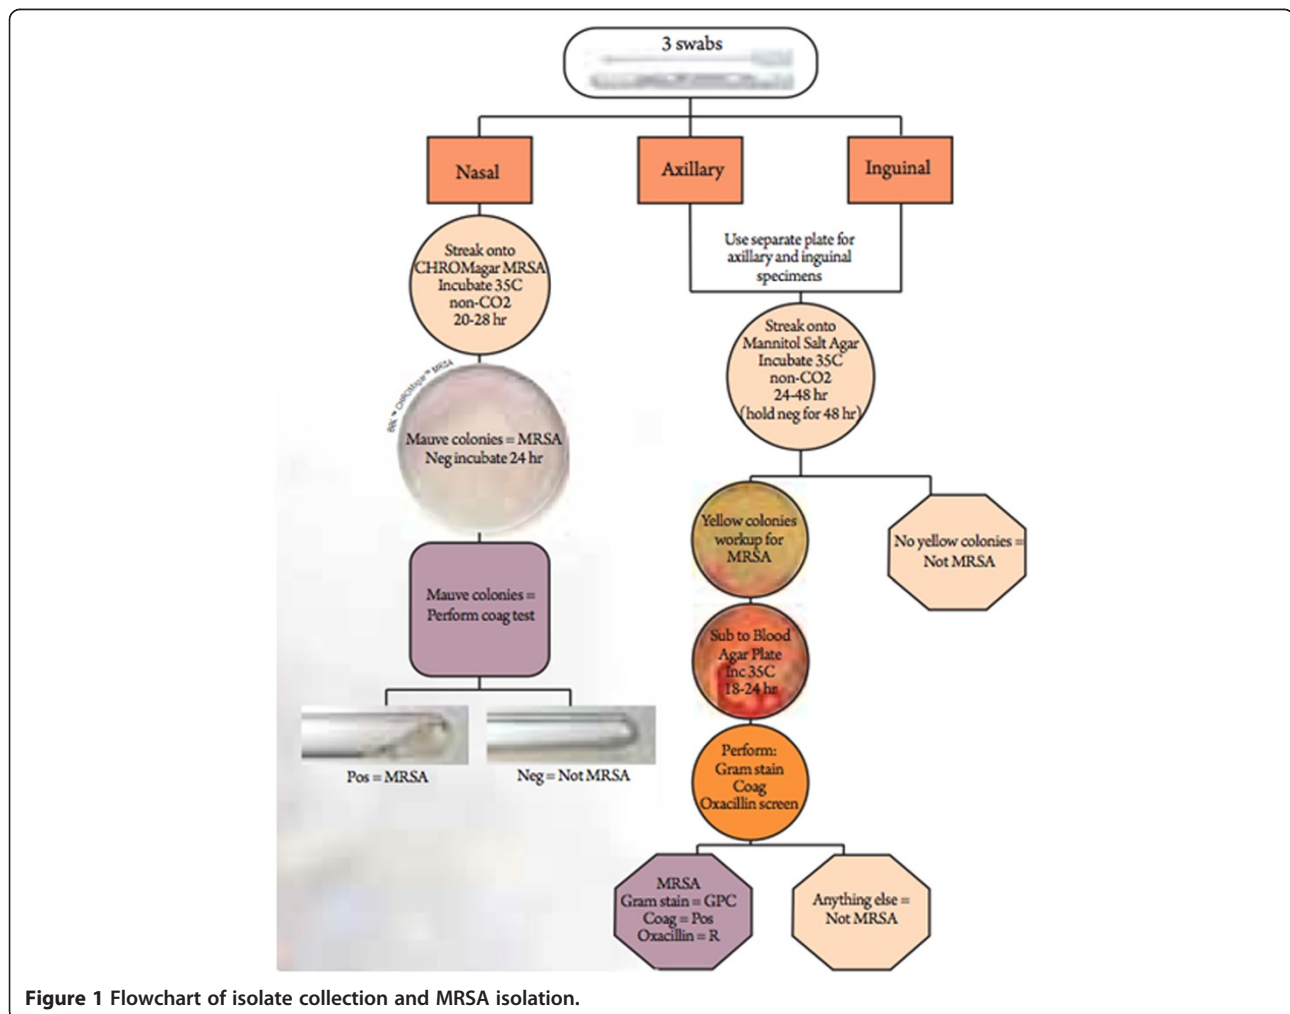 3 swabs
Nasal
Axillary
Inguinal
Streak onto
CHROMagar MRSA
Incubate 35C
non-CO2
20-28 hr
Use separate plate for
axillary and inguinal
specimens
BBL™ CHROMagar™ MRSA
Mauve colonies = MRSA
Neg incubate 24 hr
Streak onto
Mannitol Salt Agar
Incubate 35C
non-CO2
24-48 hr
(hold neg for 48 hr)
Mauve colonies =
Perform coag test
Yellow colonies
workup for
MRSA
No yellow colonies =
Not MRSA
Sub to Blood
Agar Plate
Inc 35C
18-24 hr
Pos = MRSA
Neg = Not MRSA
Perform:
Gram stain
Coag
Oxacillin screen
MRSA
Gram stain = GPC
Coag = Pos
Oxacillin = R
Anything else =
Not MRSA
Figure 1 Flowchart of isolate collection and MRSA isolation.